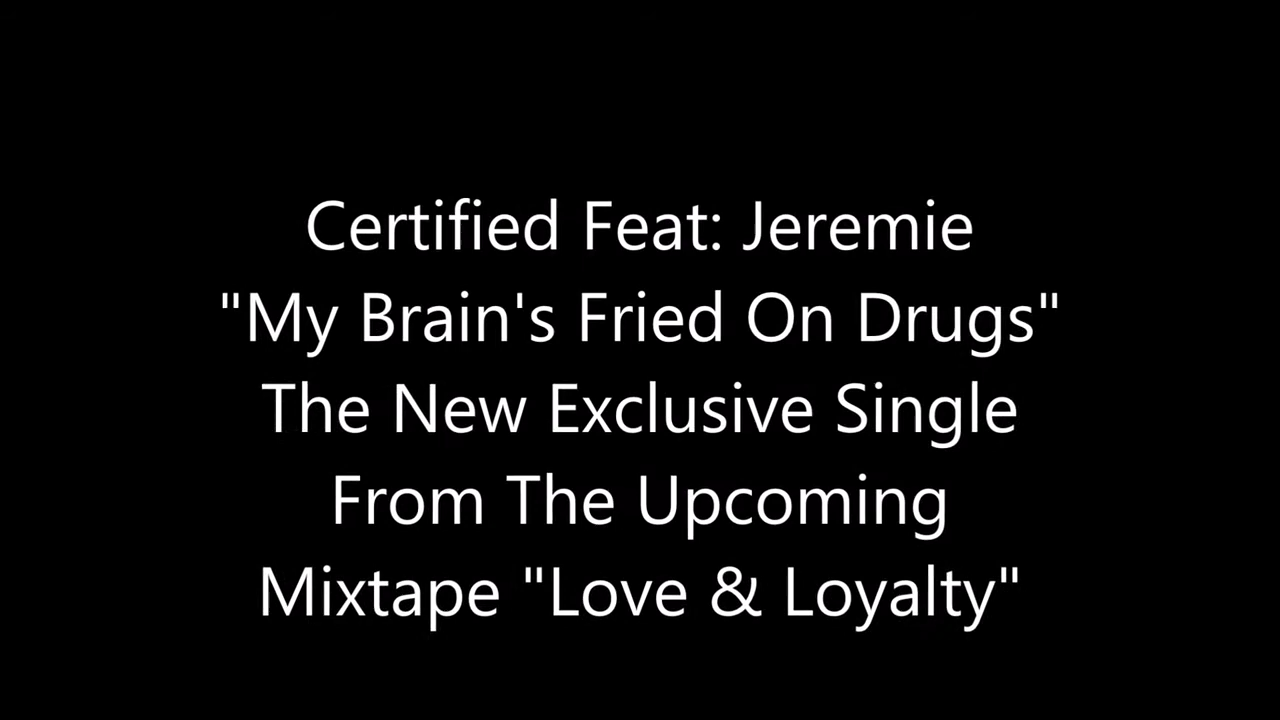 Certified Feat: Jeremie
"My Brain's Fried On Drugs"
The New Exclusive Single
From The Upcoming
Mixtape "Love & Loyalty"